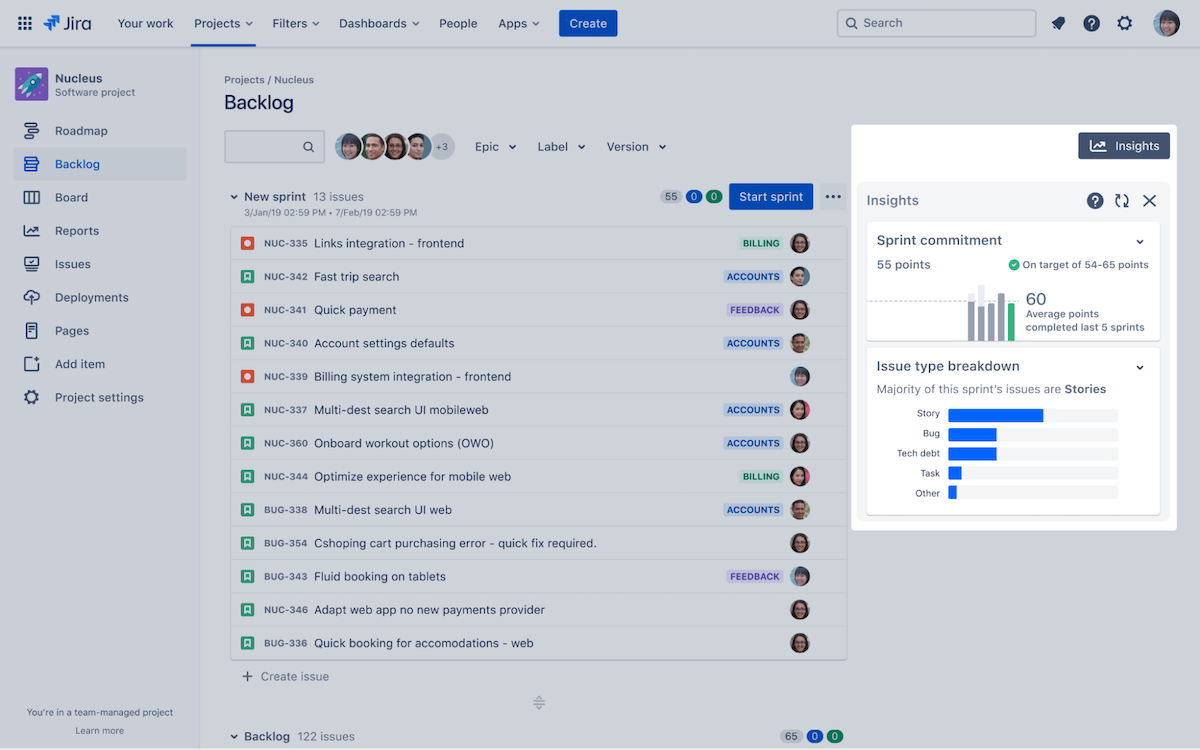 Jira
Your work
Projects
Filters
Dashboards
People
Apps
Create
Search
Nucleus
Software project
Roadmap
Backlog
Board
Reports
Issues
Deployments
Pages
Add item
Project settings
You're in a team-managed project
Learn more
Projects / Nucleus
Backlog
+3
Epic
Label
Version
New sprint 13 issues
55 0 0
Start sprint
3/Jan/19 02:59 PM • 7/Feb/19 02:59 PM
NUC-335 Links integration - frontend BILLING
NUC-342 Fast trip search ACCOUNTS
NUC-341 Quick payment FEEDBACK
NUC-340 Account settings defaults ACCOUNTS
NUC-339 Billing system integration - frontend
NUC-337 Multi-dest search UI mobileweb ACCOUNTS
NUC-360 Onboard workout options (OWO) ACCOUNTS
NUC-344 Optimize experience for mobile web BILLING
BUG-338 Multi-dest search UI web ACCOUNTS
BUG-354 Cshoping cart purchasing error - quick fix required.
BUG-343 Fluid booking on tablets FEEDBACK
NUC-346 Adapt web app no new payments provider
BUG-336 Quick booking for accomodations - web
+ Create issue
Backlog 122 issues
65 0 0
Insights
Insights
Sprint commitment
55 points
On target of 54-65 points
60
Average points
completed last 5 sprints
Issue type breakdown
Majority of this sprint's issues are Stories
Story
Bug
Tech debt
Task
Other